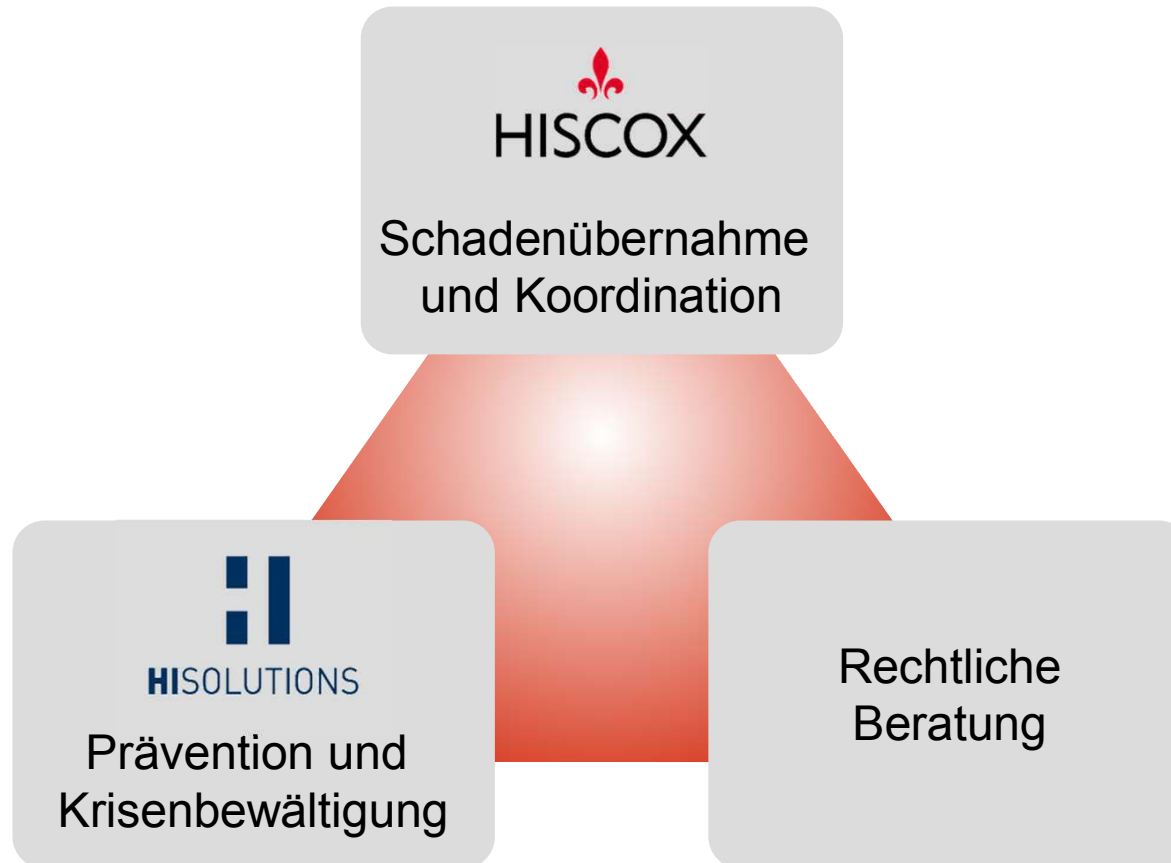 HISCOX
Schadenübernahme
und Koordination
HISOLUTIONS
Prävention und
Krisenbewältigung
Rechtliche
Beratung